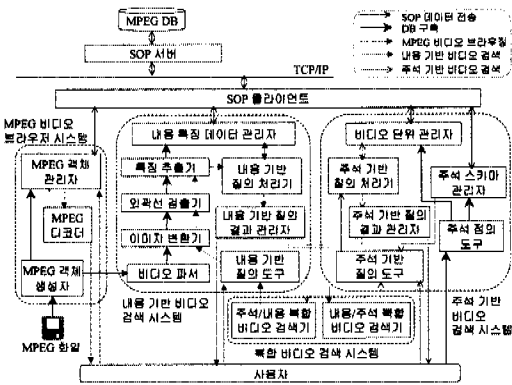 MPEG DB
SOP 서버
TCP/IP
SOP 데이터 전송
DB 구축
MPEG 비디오 브라우징
내용 기반 비디오 검색
주석 기반 비디오 검색
SOP 클라이언트
MPEG 비디오
브라우저 시스템
MPEG 객체
관리자
MPEG
디코더
MPEG 객체
생성자
MPEG 화일
내용 특징 데이터 관리자
특징 추출기
외곽선 검출기
이미지 변환기
비디오 파서
내용 기반
질의 처리기
내용 기반 질의
결과 관리자
내용 기반
질의 도구
내용 기반 비디오
검색 시스템
비디오 단위 관리자
주석 기반
질의 처리기
주석 기반 질의
결과 관리자
주석 기반
질의 도구
주석 스키마
관리자
주석 정의
도구
주석 기반
비디오
검색 시스템
주석/내용 복합
비디오 검색기
내용/주석 복합
비디오 검색기
복합 비디오 검색 시스템
사용자